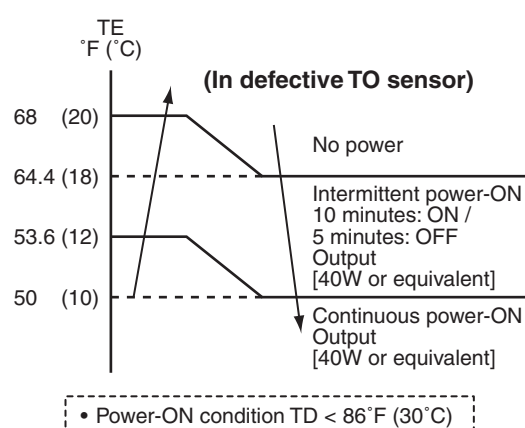 TE
˚F (˚C)
(In defective TO sensor)
68 (20)
No power
64.4 (18)
Intermittent power-ON
10 minutes: ON /
5 minutes: OFF
Output
[40W or equivalent]
53.6 (12)
50 (10)
Continuous power-ON
Output
[40W or equivalent]
• Power-ON condition TD < 86˚F (30˚C)